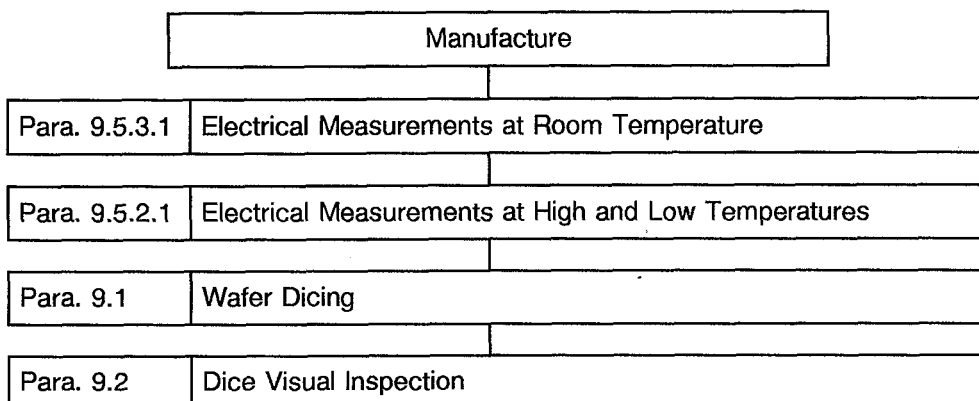 Manufacture
Para. 9.5.3.1 Electrical Measurements at Room Temperature
Para. 9.5.2.1 Electrical Measurements at High and Low Temperatures
Para. 9.1 Wafer Dicing
Para. 9.2 Dice Visual Inspection